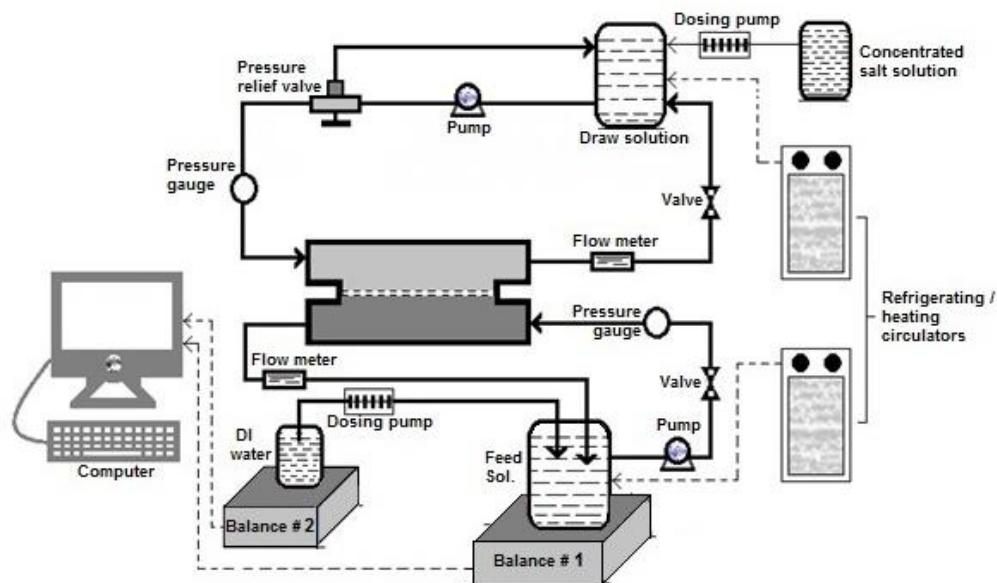 Dosing pump
Concentrated
salt solution
Pressure
relief valve
Pump
Draw solution
Pressure
gauge
Valve
Flow meter
Refrigerating /
heating
circulators
Pressure
gauge
Flow meter
Valve
Dosing pump
Pump
DI
water
Feed
Sol.
Computer
Balance # 2
Balance # 1